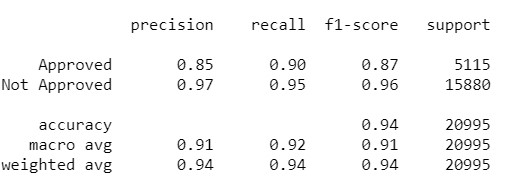 precision recall f1-score support
Approved 0.85 0.90 0.87 5115
Not Approved 0.97 0.95 0.96 15880
accuracy 0.94 20995
macro avg 0.91 0.92 0.91 20995
weighted avg 0.94 0.94 0.94 20995